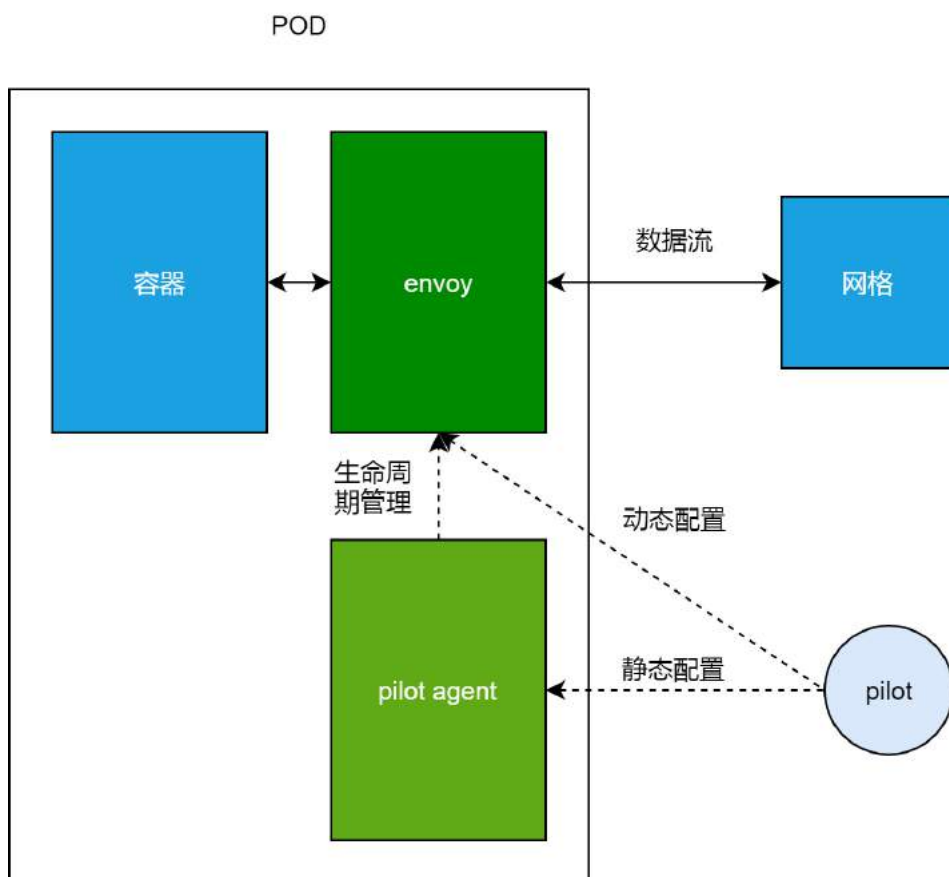 POD
容器
envoy
数据流
网格
生命周
期管理
动态配置
pilot agent
静态配置
pilot